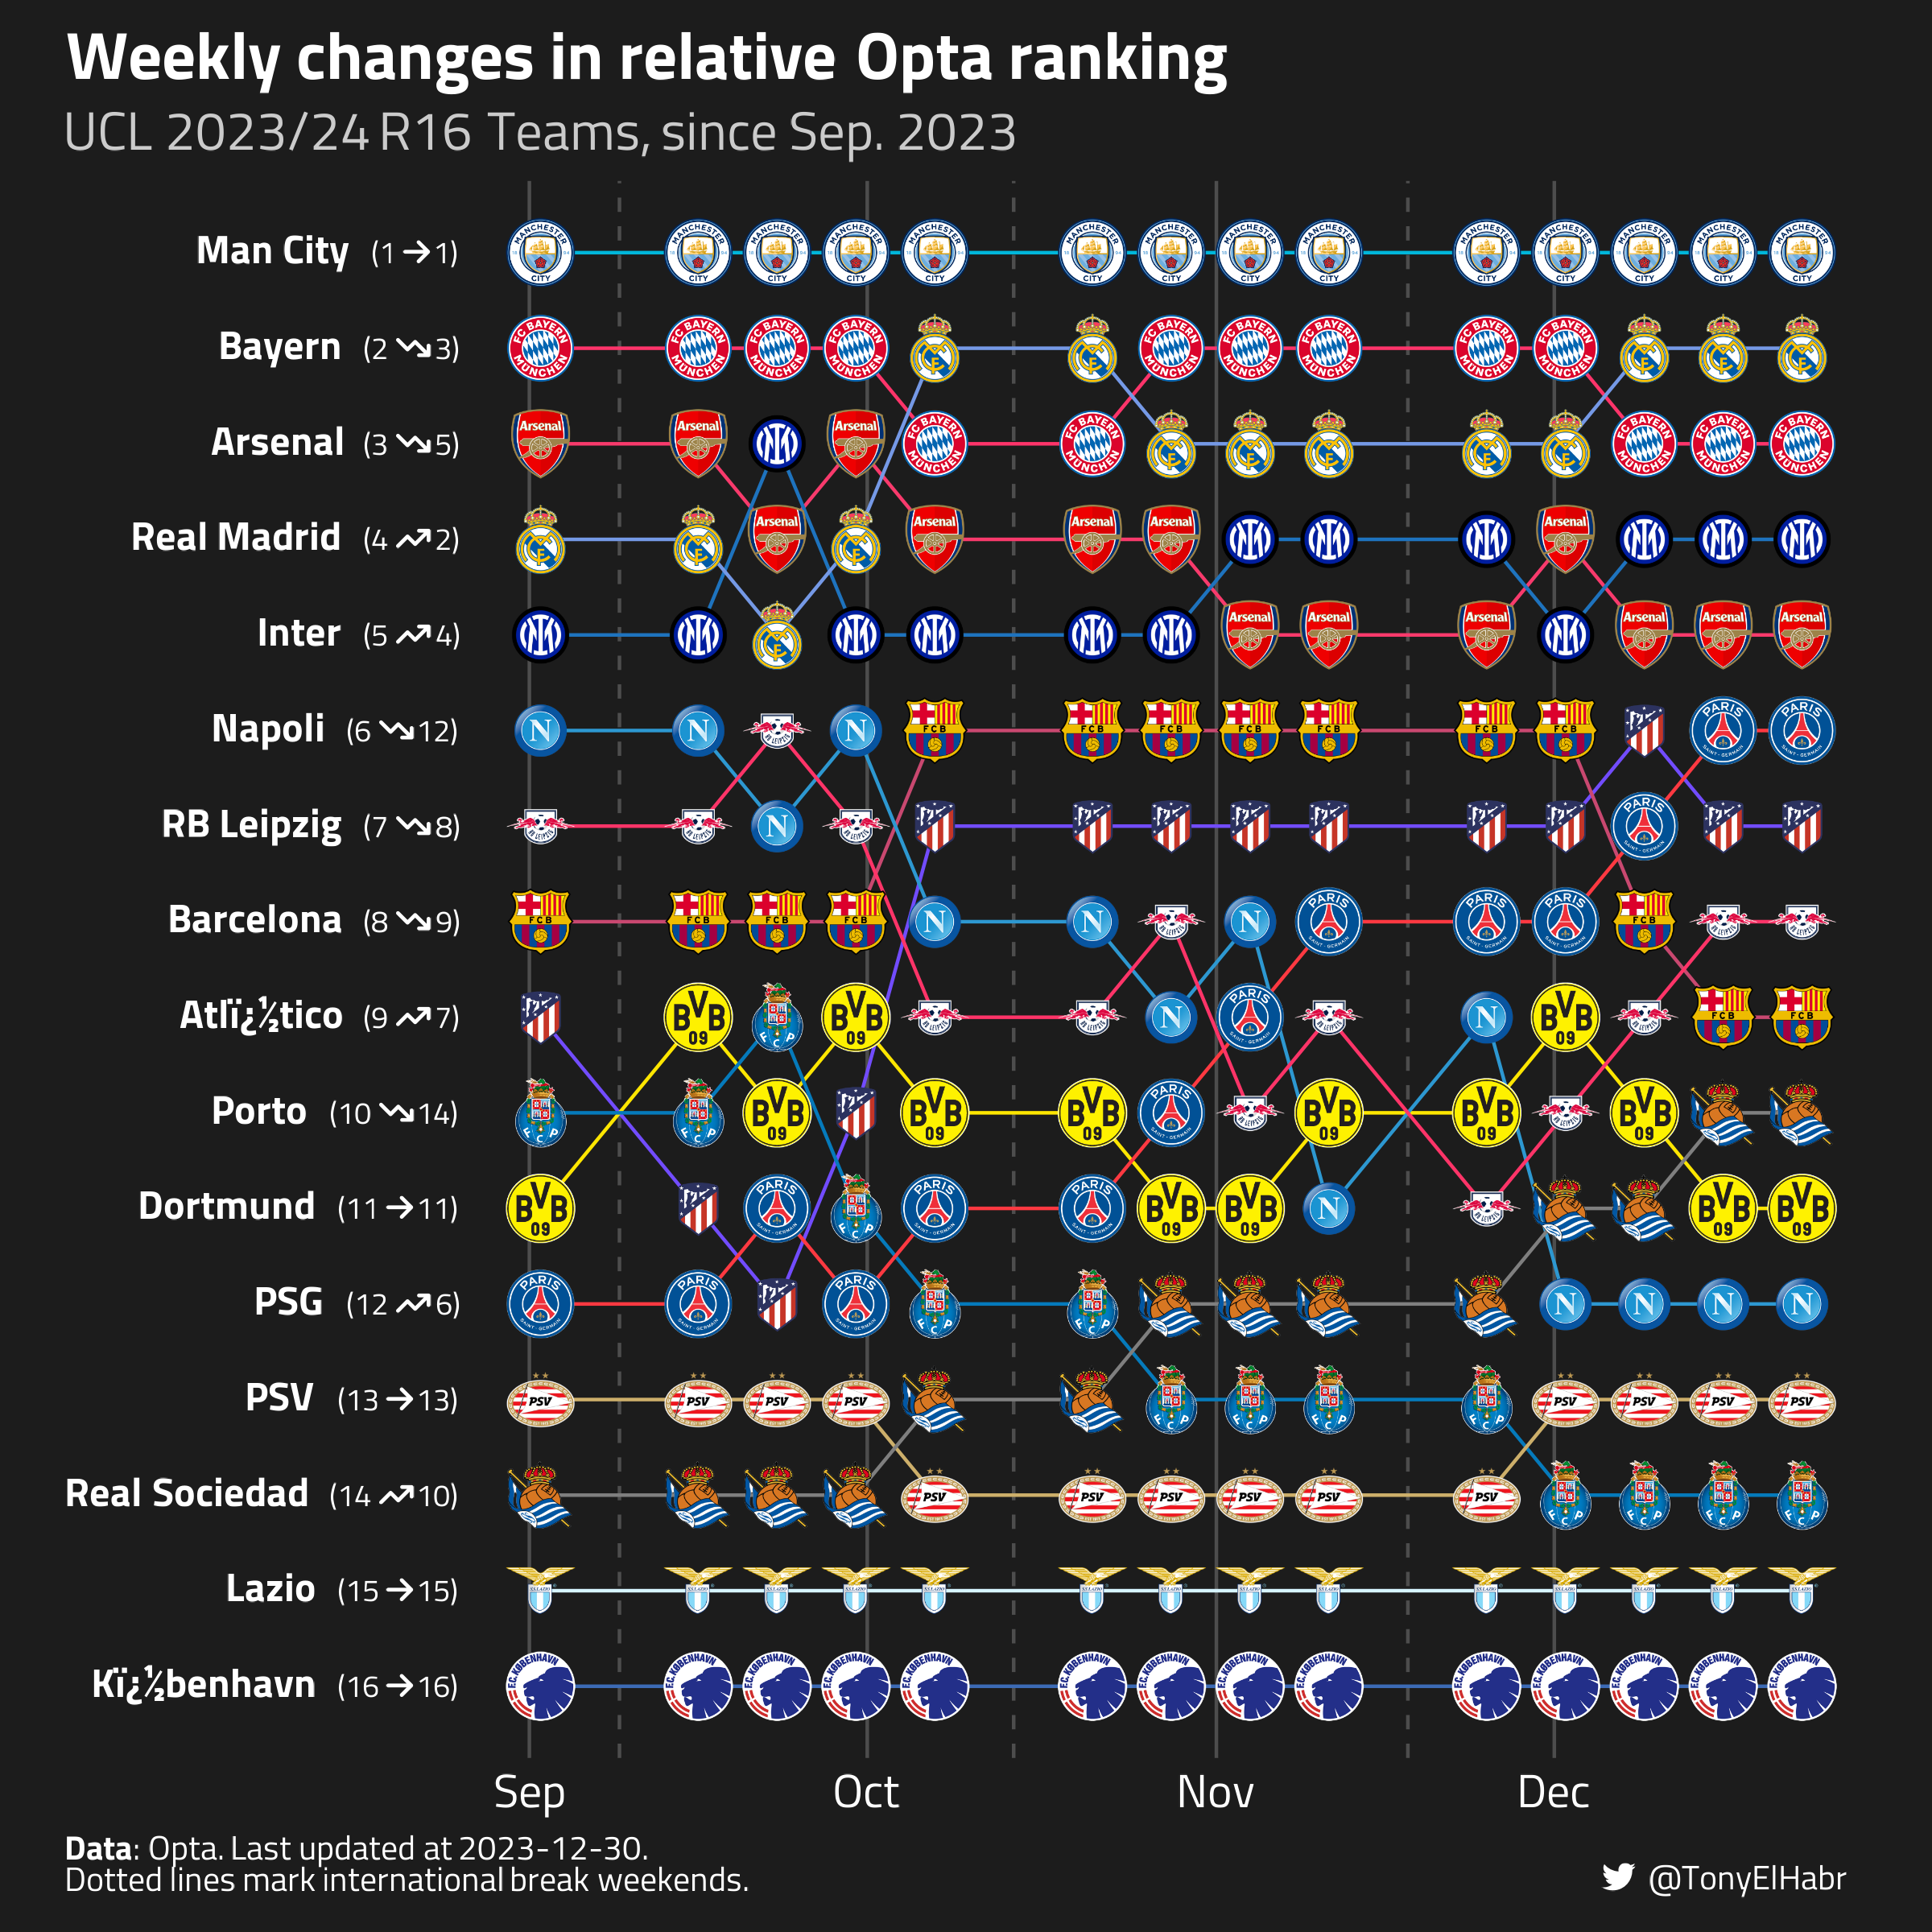 Weekly changes in relative Opta ranking
UCL 2023/24 R16 Teams, since Sep. 2023
Man City (1 → 1)
Bayern (2 ↘ 3)
Arsenal (3 ↘ 5)
Real Madrid (4 ↗ 2)
Inter (5 ↗ 4)
Napoli (6 ↘ 12)
RB Leipzig (7 ↘ 8)
Barcelona (8 ↘ 9)
Atlï¿½tico (9 ↗ 7)
Porto (10 ↘ 14)
Dortmund (11 → 11)
PSG (12 ↗ 6)
PSV (13 → 13)
Real Sociedad (14 ↗ 10)
Lazio (15 → 15)
Kï¿½benhavn (16 → 16)
Sep Oct Nov Dec
Data: Opta. Last updated at 2023-12-30.
Dotted lines mark international break weekends.
@TonyElHabr